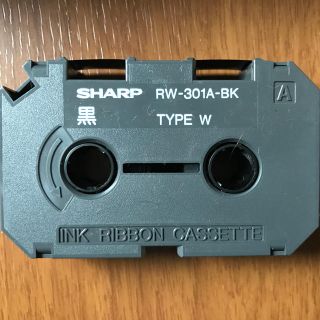 SHARP RW-301A-BK A
黒 TYPE W
INK RIBBON CASSETTE